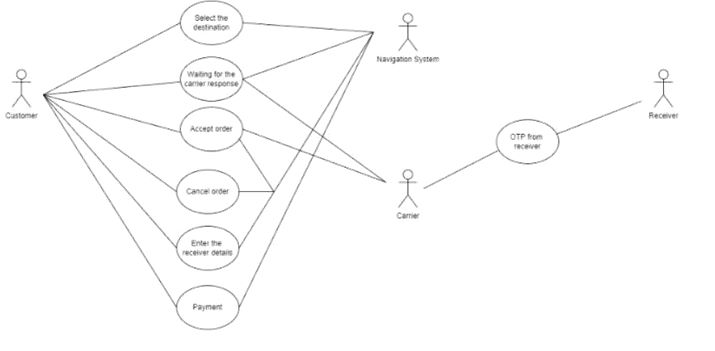 Select the
destination
Navigation System
Waiting for the
carrier response
Customer
Accept order
Receiver
OTP from
receiver
Cancel order
Carrier
Enter the
receiver details
Payment